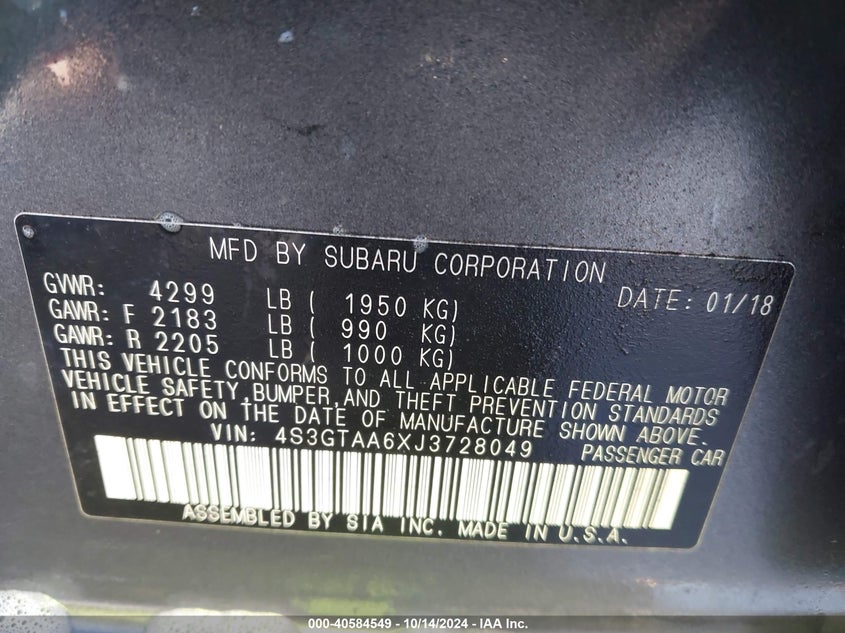 MFD BY SUBARU CORPORATION
GVWR: 4299 LB ( 1950 KG) DATE: 01/18
GAWR: F 2183 LB ( 990 KG)
GAWR: R 2205 LB ( 1000 KG)
THIS VEHICLE CONFORMS TO ALL APPLICABLE FEDERAL MOTOR
VEHICLE SAFETY, BUMPER, AND THEFT PREVENTION STANDARDS
IN EFFECT ON THE DATE OF MANUFACTURE SHOWN ABOVE.
VIN: 4S3GTAA6XJ3728049 PASSENGER CAR
ASSEMBLED BY SIA INC. MADE IN U.S.A.
000-40584549 - 10/14/2024 - IAA Inc.